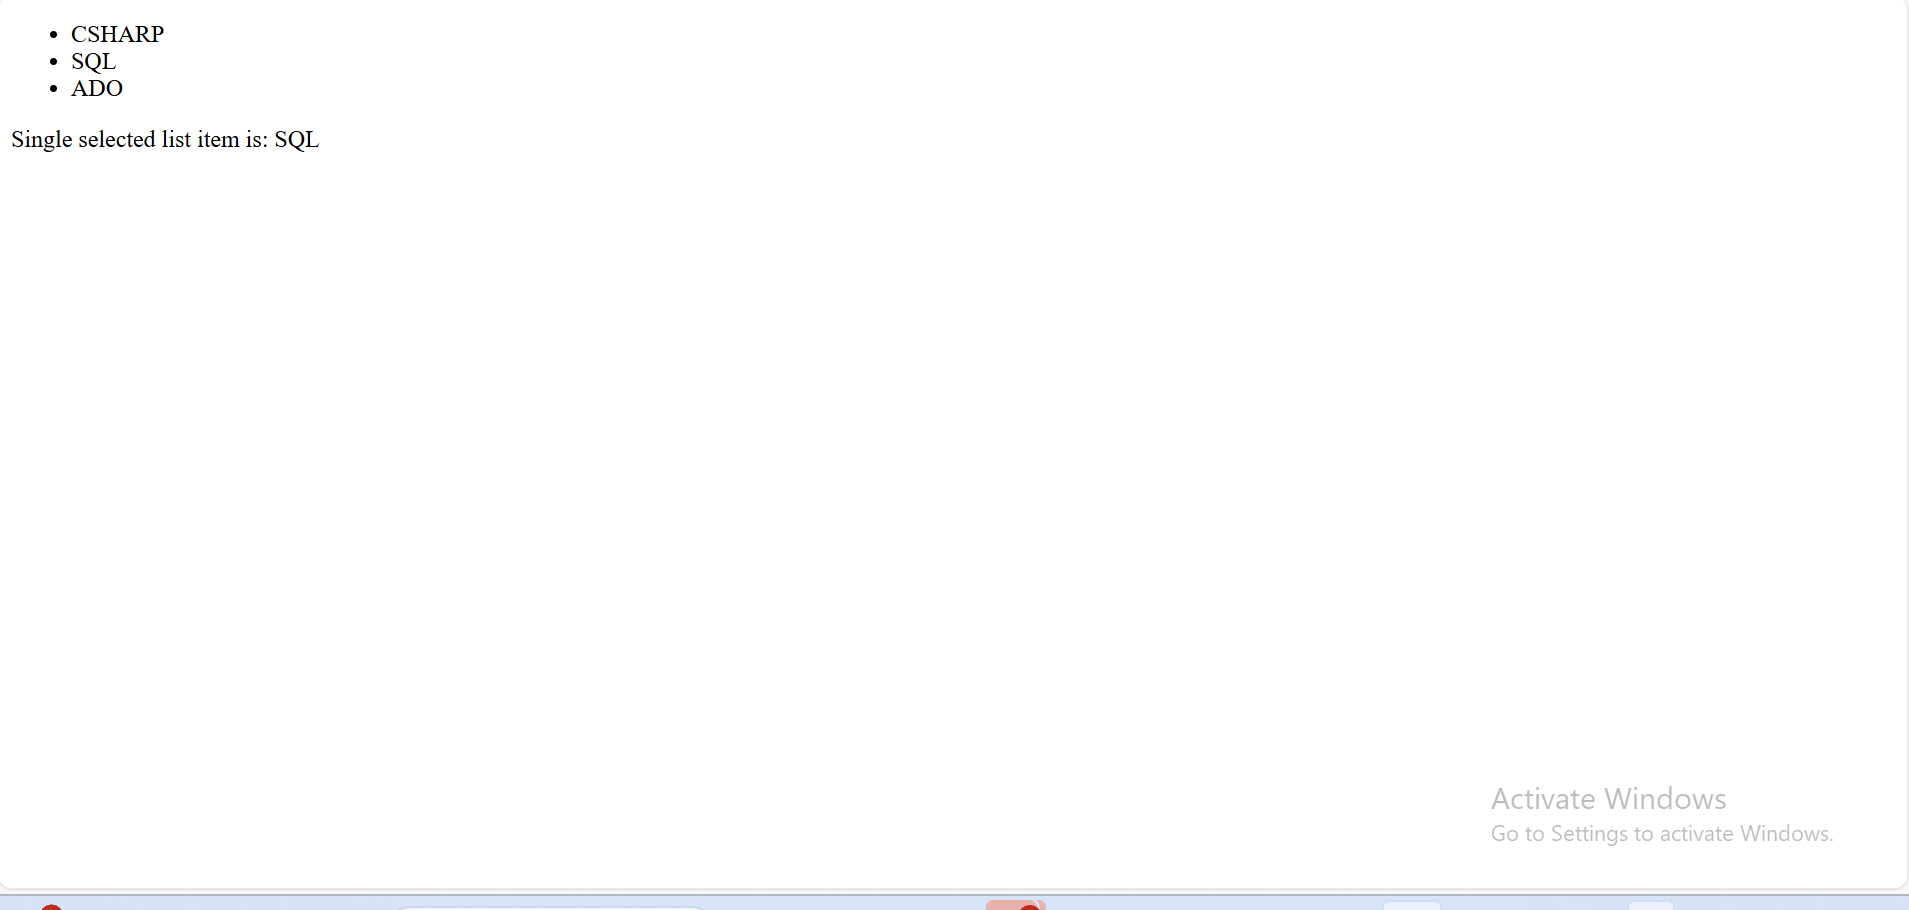 CSHARP
SQL
ADO
Single selected list item is: SQL
Activate Windows
Go to Settings to activate Windows.